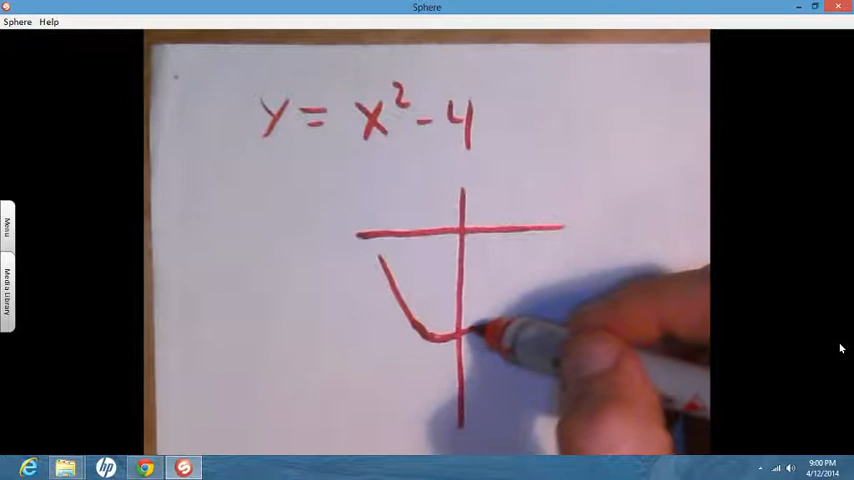 Sphere
Sphere Help
y = x² - 4
Menu
Media Library
9:00 PM
4/12/2014